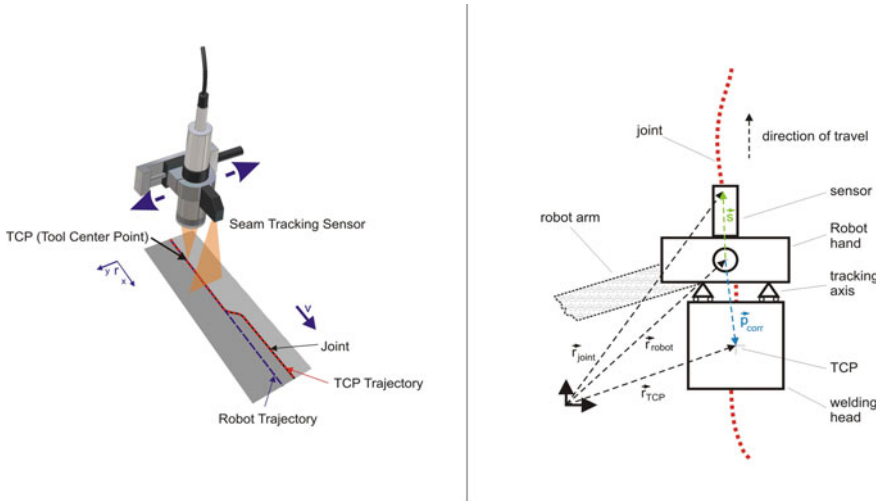 Seam Tracking Sensor
TCP (Tool Center Point)
y r x
v
Joint
TCP Trajectory
Robot Trajectory
joint
direction of travel
sensor
robot arm
s
Robot
hand
tracking
axis
p corr
r joint
r robot
r TCP
TCP
welding
head